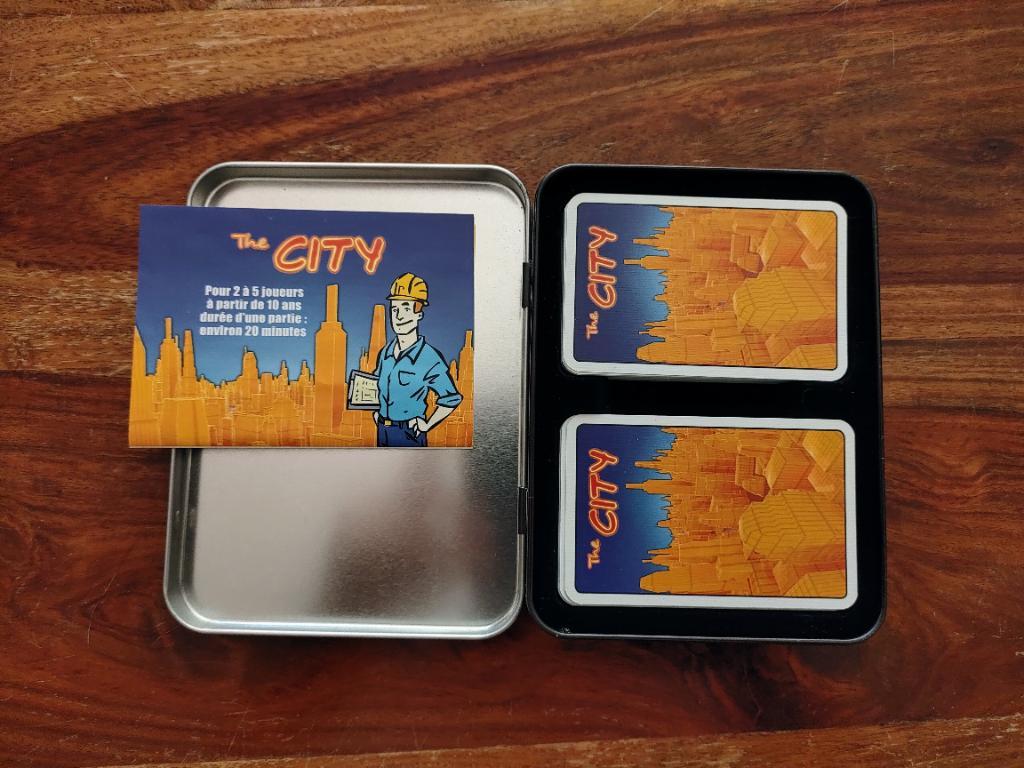 The CITY
Pour 2 à 5 joueurs
à partir de 10 ans
durée d'une partie :
environ 20 minutes
The CITY
The CITY